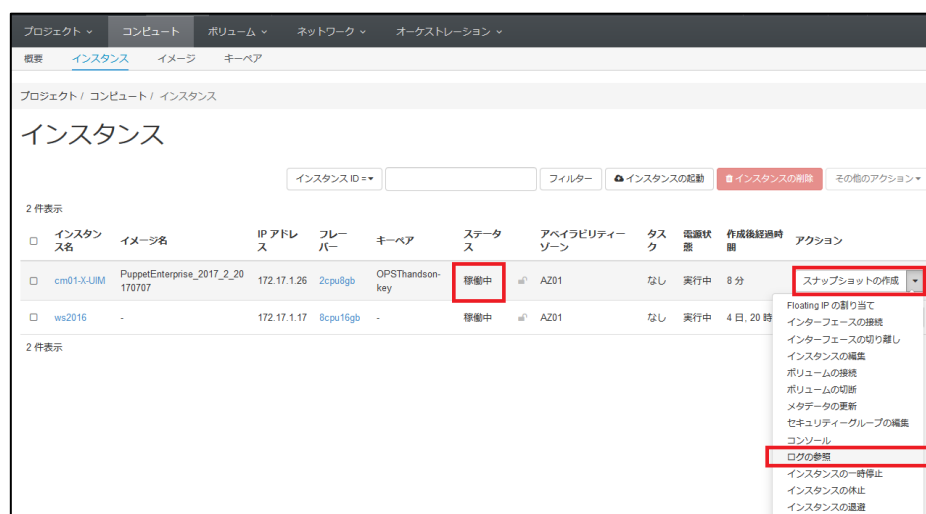 プロジェクト コンピュート ボリューム ネットワーク オーケストレーション
概要 インスタンス イメージ キーペア
プロジェクト / コンピュート / インスタンス
インスタンス
インスタンス ID = フィルター インスタンスの起動 インスタンスの削除 その他のアクション
2 件表示
インスタンス名 イメージ名 IP アドレス フレーバー キーペア ステータス アベイラビリティーゾーン タスク 電源状態 作成後経過時間 アクション
cm01-X-UIM PuppetEnterprise_2017_2_20170707 172.17.1.26 2cpu8gb OPSThandson-key 稼働中 AZ01 なし 実行中 8 分 スナップショットの作成
Floating IP の割り当て
ws2016 - 172.17.1.17 8cpu16gb - 稼働中 AZ01 なし 実行中 4 日, 20 時
インターフェースの接続
インターフェースの切り離し
2 件表示
インスタンスの編集
ボリュームの接続
ボリュームの切断
メタデータの更新
セキュリティーグループの編集
コンソール
ログの参照
インスタンスの一時停止
インスタンスの休止
インスタンスの退避